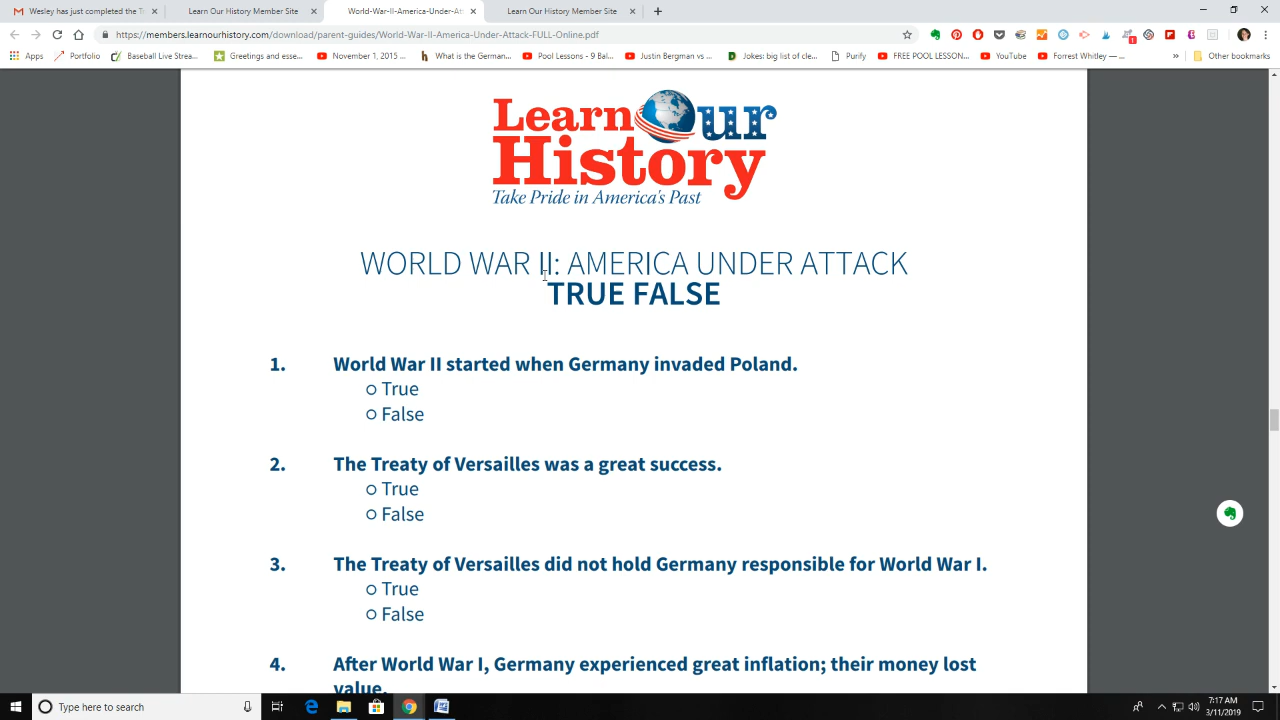 Wesley has just completed the Tr
Learn Our History Member Site
World-War-II-America-Under-Att
Learn Our History Member Site
https://members.learnourhistory.com/download/parent-guides/World-War-II-America-Under-Attack-FULL-Online.pdf
Apps
Portfolio
Baseball Live Strea...
Greetings and esse...
November 1, 2015 ...
What is the German...
Pool Lessons - 9 Bal...
Justin Bergman vs ...
Jokes: big list of cle...
Purify
FREE POOL LESSON...
YouTube
Forrest Whitley — ...
»
Other bookmarks
Learn Our
History
Take Pride in America's Past
WORLD WAR II: AMERICA UNDER ATTACK
TRUE FALSE
1. World War II started when Germany invaded Poland.
True
False
2. The Treaty of Versailles was a great success.
True
False
3. The Treaty of Versailles did not hold Germany responsible for World War I.
True
False
4. After World War I, Germany experienced great inflation; their money lost
value.
Type here to search
7:17 AM
3/11/2019